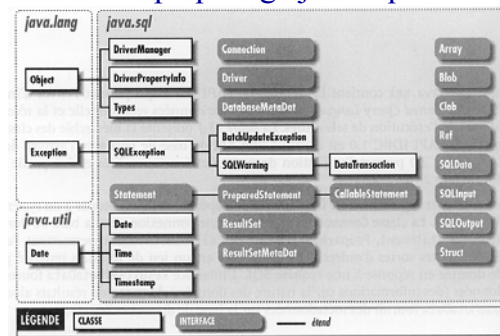 java.lang
java.sql
DriverManager
Connection
Array
Object
DriverPropertyInfo
Driver
Blob
Types
DatabaseMetaDat
Clob
BatchUpdateException
Ref
Exception
SQLException
SQLWarning
DataTransaction
SQLData
Statement
PreparedStatement
CallableStatement
SQLInput
java.util
Date
Date
ResultSet
SQLOutput
Time
ResultSetMetaDat
Struct
Timestamp
LÉGENDE
CLASSE
INTERFACE
étend